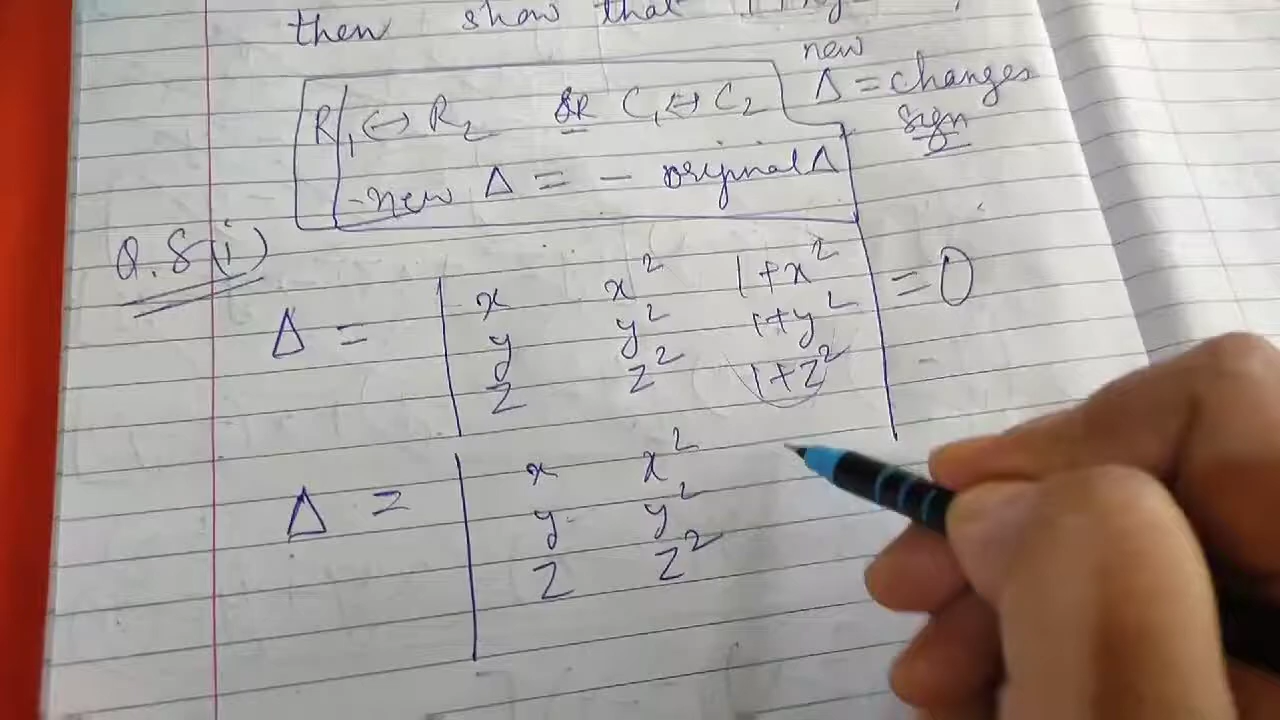 then show that
new
R₁ ↔ R₂ OR C₁ ↔ C₂ Δ = changes
sign
new Δ = - original Δ
Q. 8 (i)
x x² 1+x²
Δ = y y² 1+y² = 0
z z² 1+z²
x x²
Δ = y y²
z z²